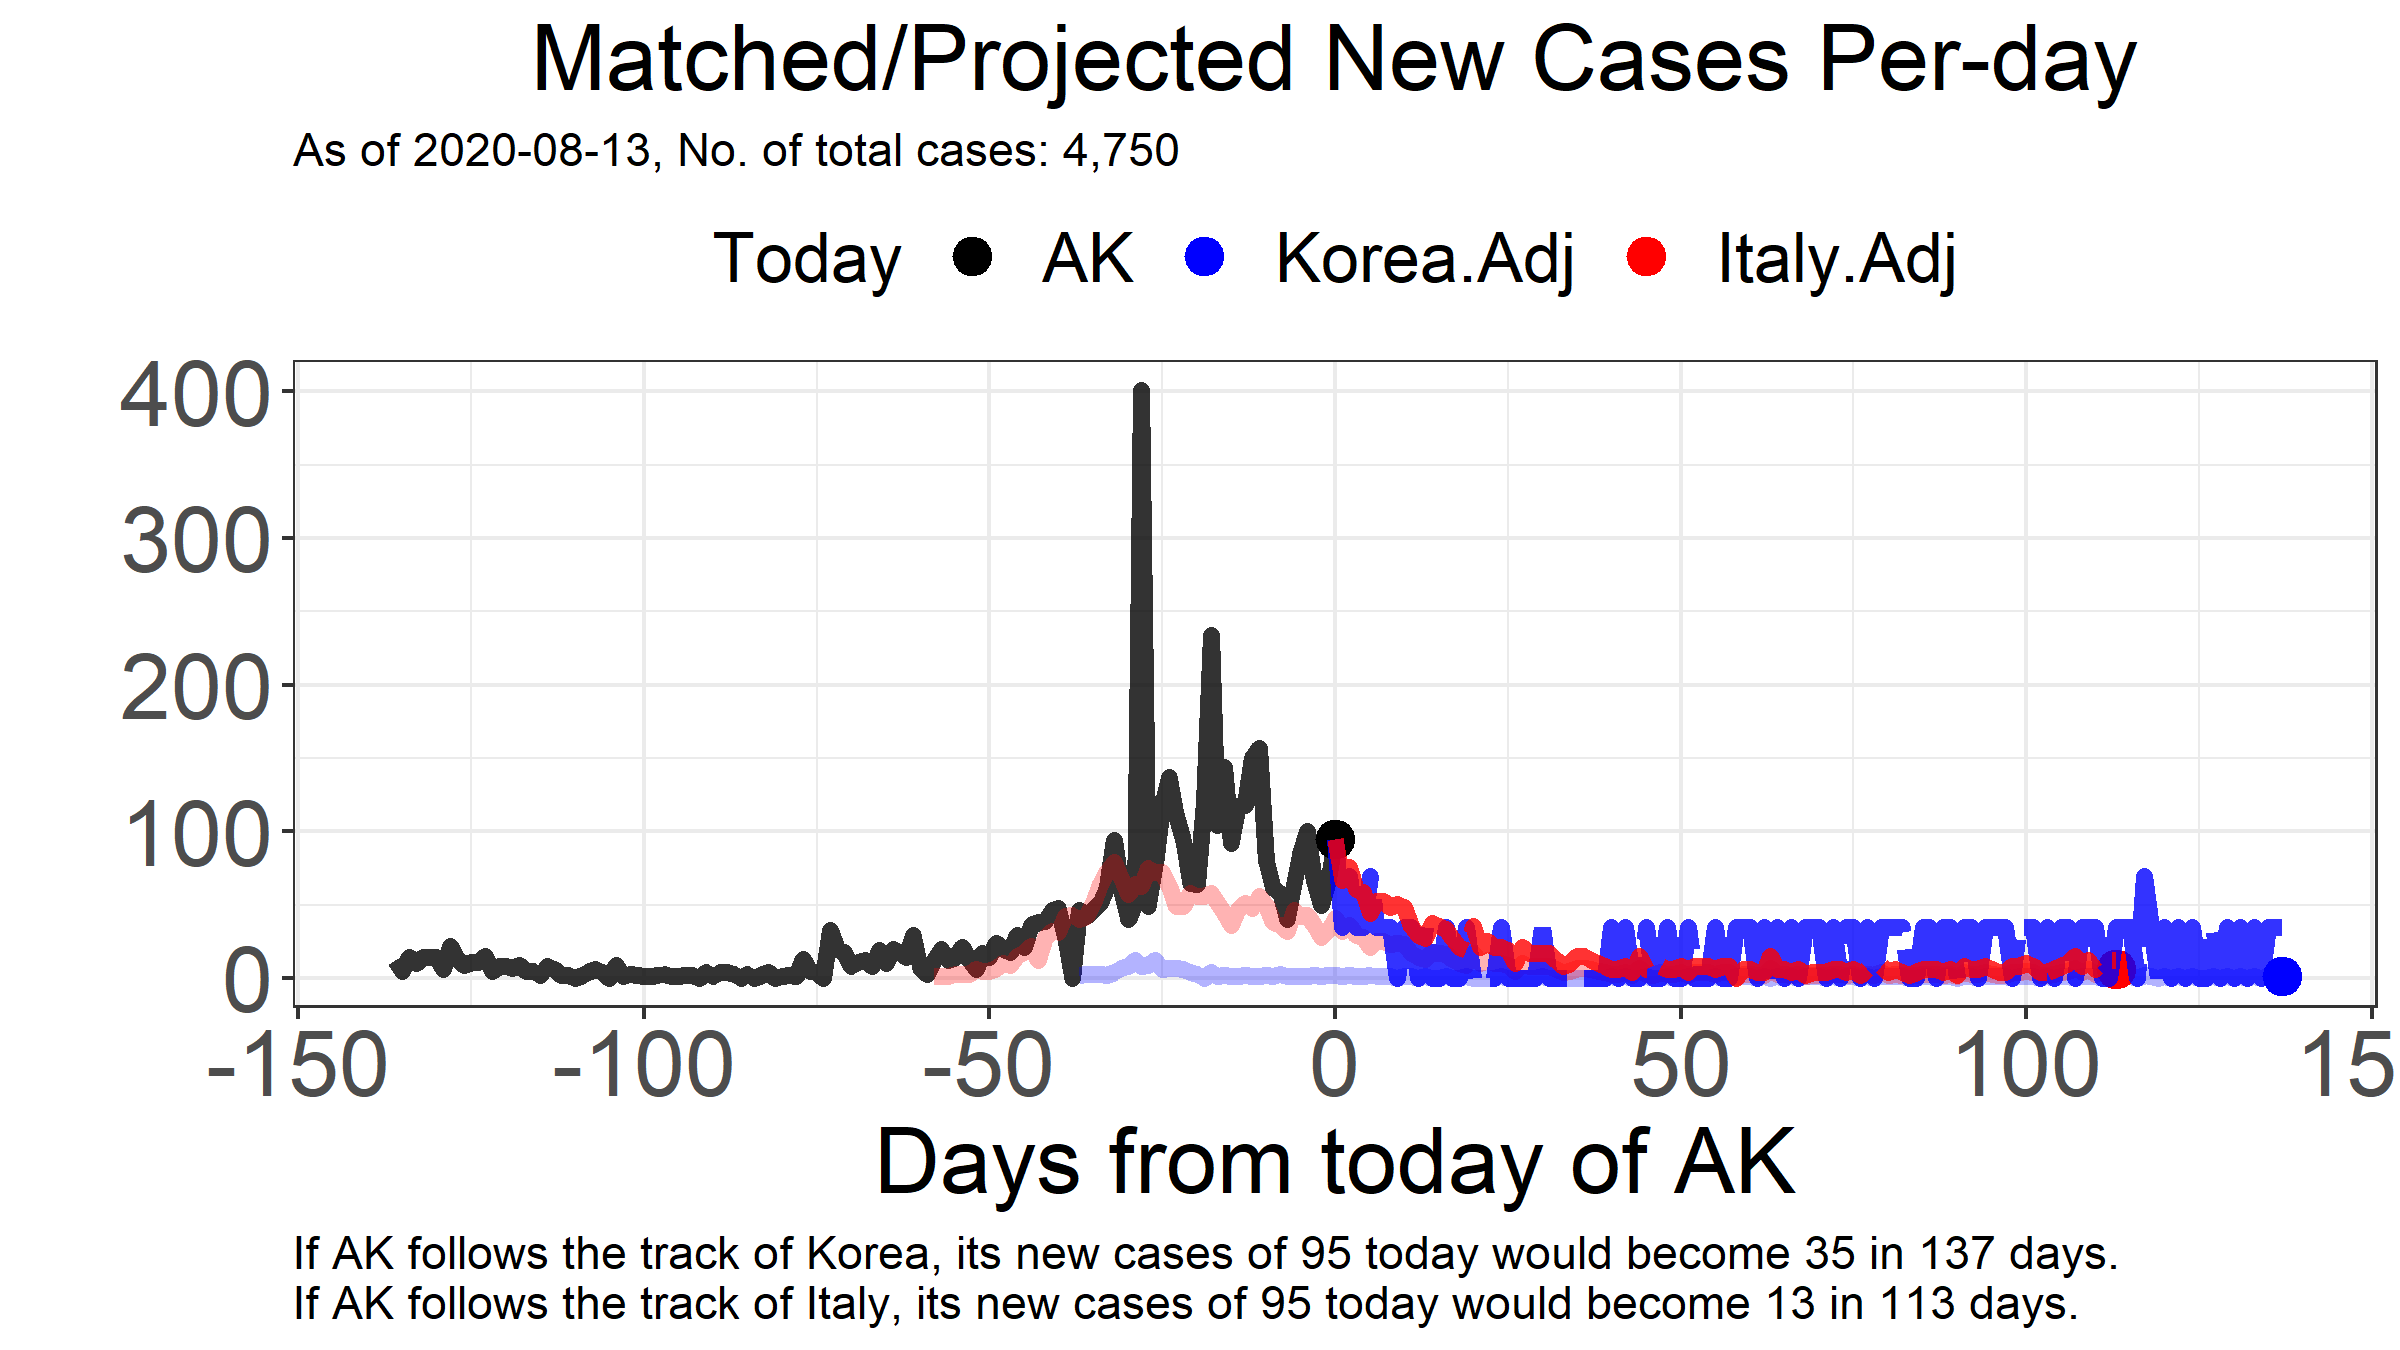 Matched/Projected New Cases Per-day
As of 2020-08-13, No. of total cases: 4,750
Today AK Korea.Adj Italy.Adj
400
300
200
100
0
-150 -100 -50 0 50 100 15
Days from today of AK
If AK follows the track of Korea, its new cases of 95 today would become 35 in 137 days.
If AK follows the track of Italy, its new cases of 95 today would become 13 in 113 days.